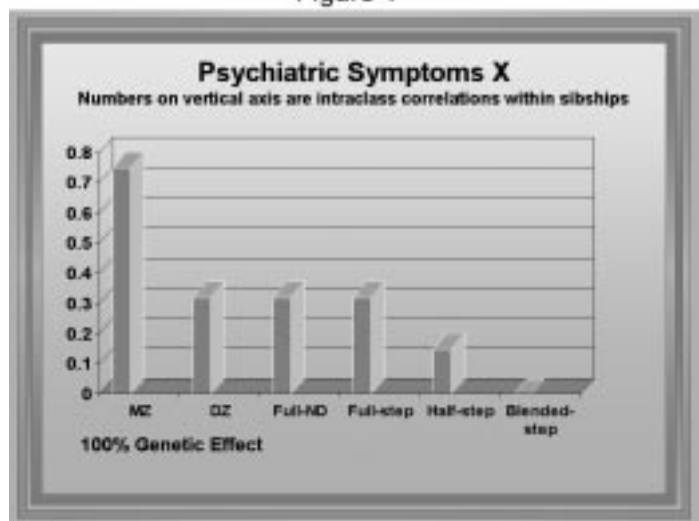 Psychiatric Symptoms X
Numbers on vertical axis are intraclass correlations within sibships
0.8
0.7
0.6
0.5
0.4
0.3
0.2
0.1
0
MZ DZ Full-ND Full-step Half-step Blended-
step
100% Genetic Effect